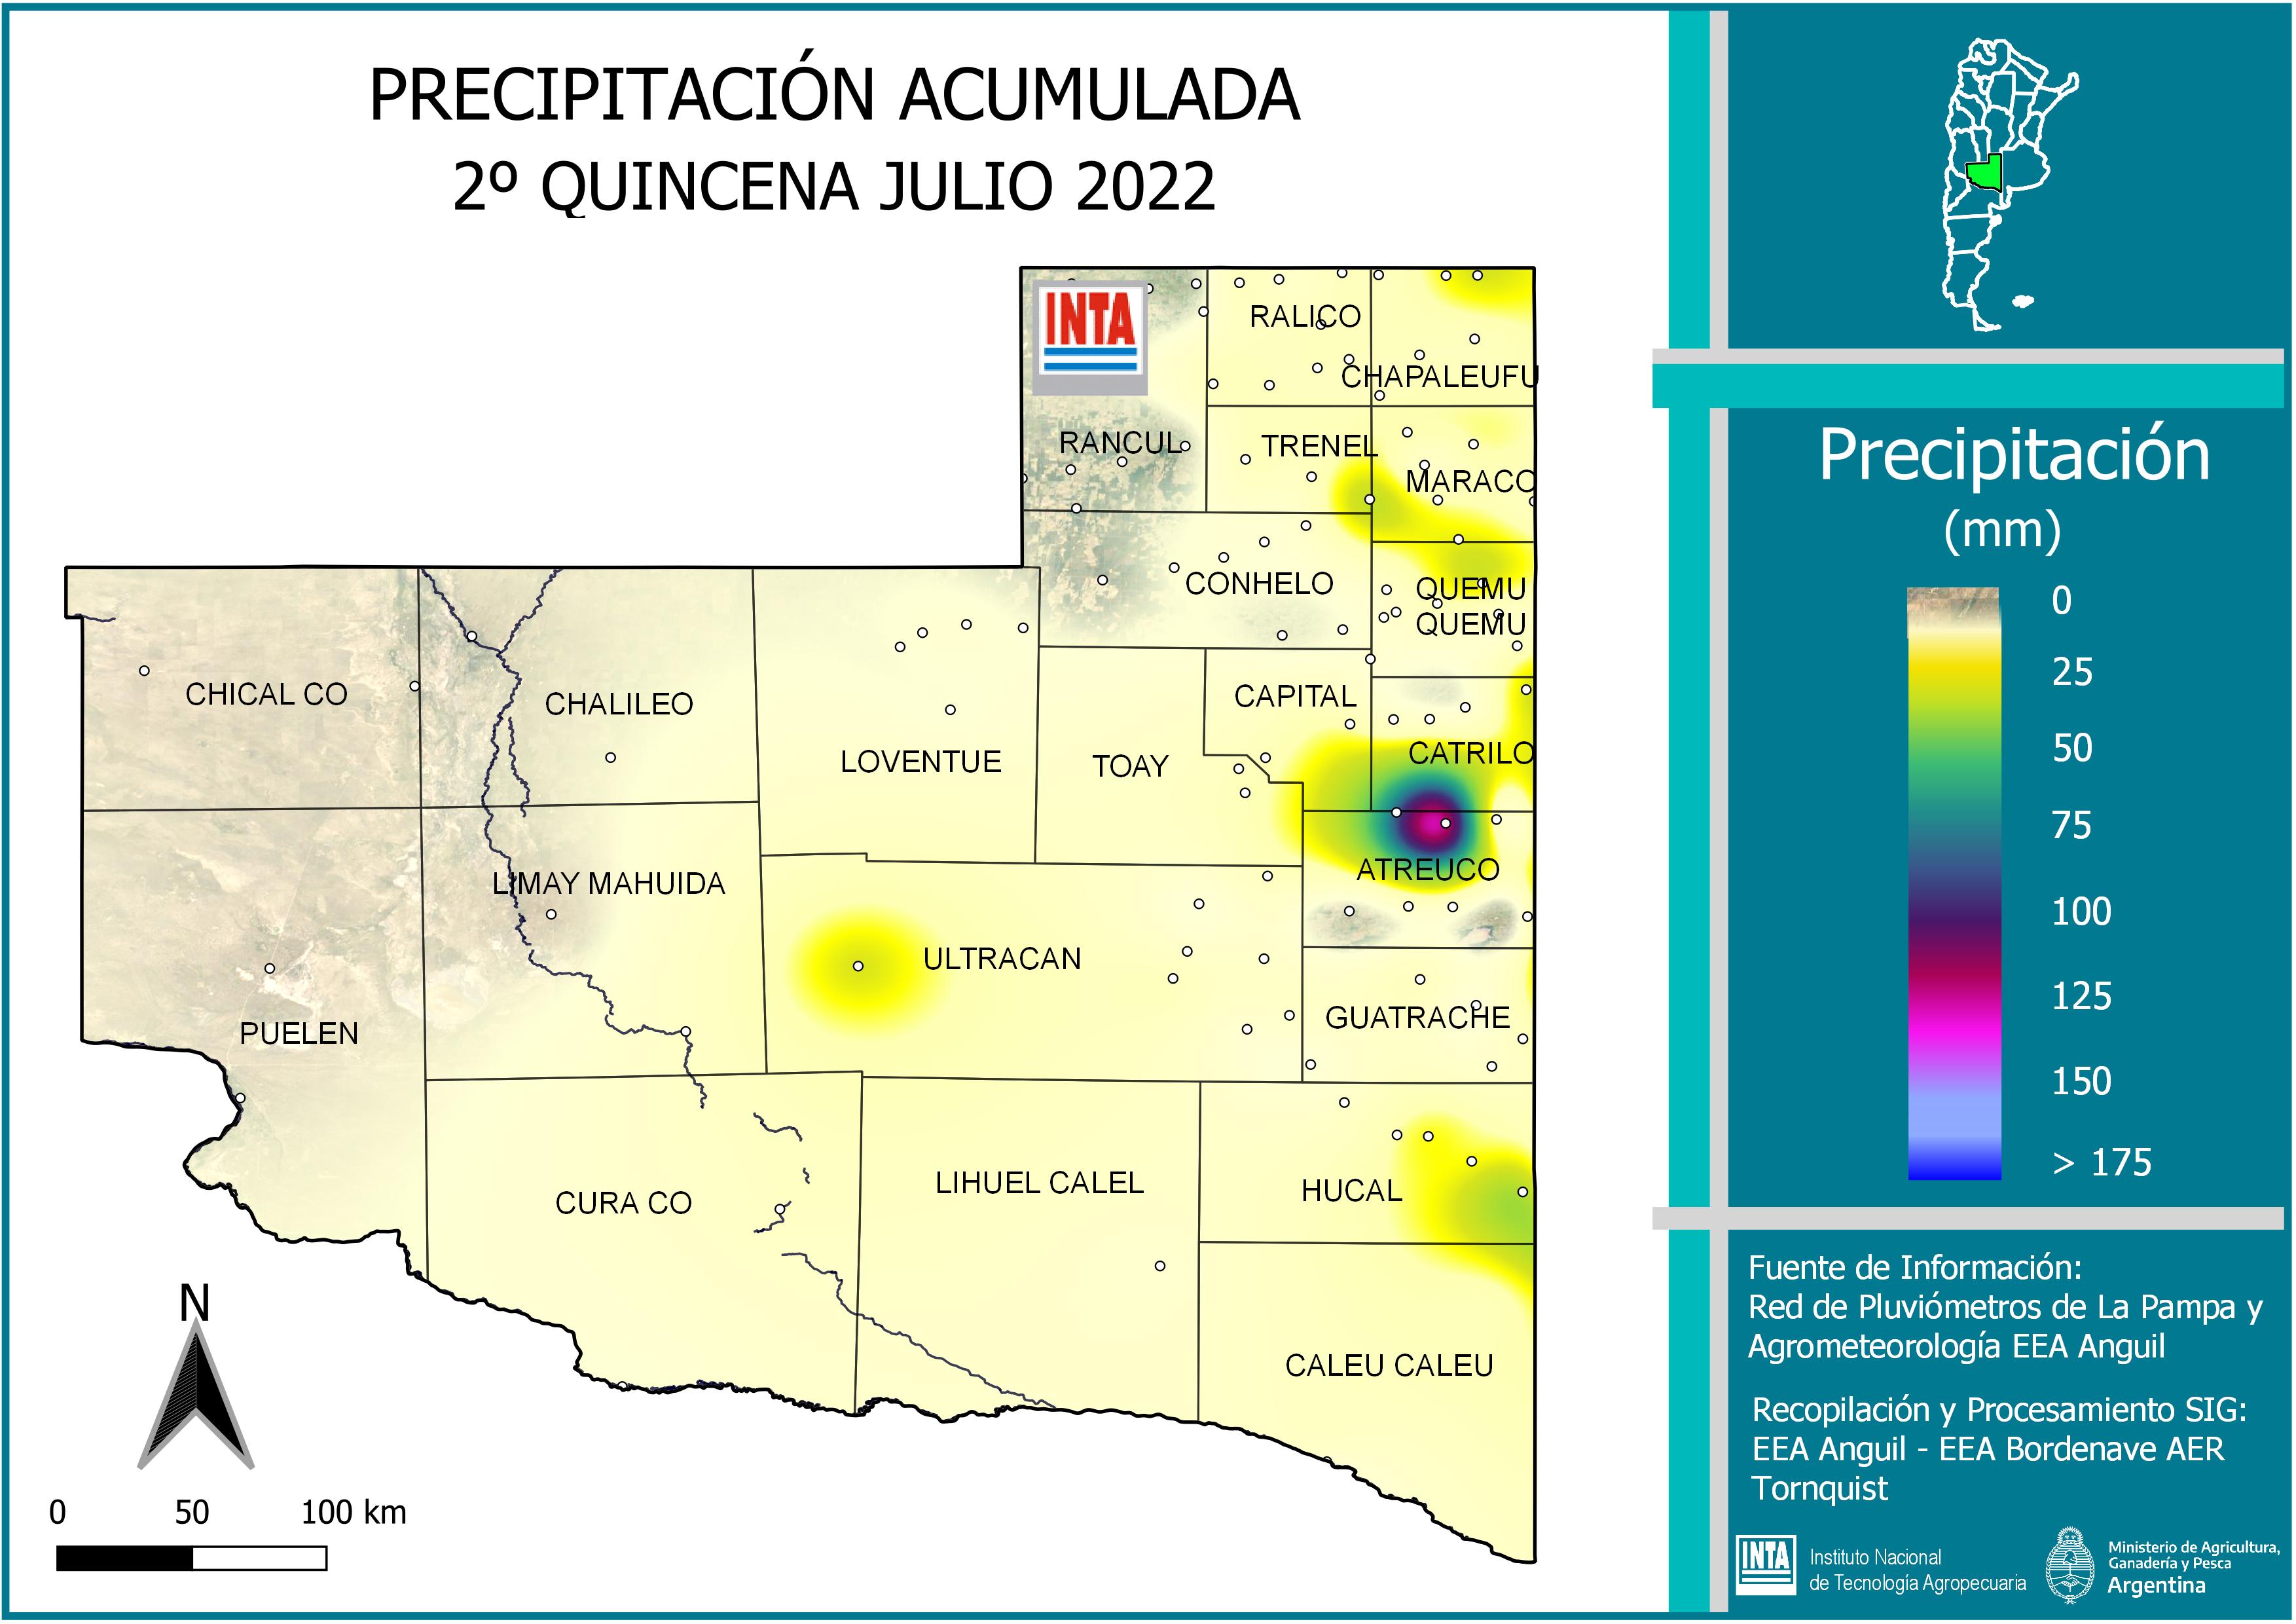 PRECIPITACIÓN ACUMULADA
2º QUINCENA JULIO 2022
INTA
RALICO
CHAPALEUFU
RANCUL
TRENEL
MARACO
CONHELO
QUEMU
QUEMU
CHICAL CO
CHALILEO
CAPITAL
LOVENTUE
TOAY
CATRILO
LIMAY MAHUIDA
ATREUCO
ULTRACAN
PUELEN
GUATRACHE
CURA CO
LIHUEL CALEL
HUCAL
CALEU CALEU
N
0 50 100 km
Precipitación
(mm)
0
25
50
75
100
125
150
> 175
Fuente de Información:
Red de Pluviómetros de La Pampa y
Agrometeorología EEA Anguil
Recopilación y Procesamiento SIG:
EEA Anguil - EEA Bordenave AER
Tornquist
INTA
Instituto Nacional
de Tecnología Agropecuaria
Ministerio de Agricultura,
Ganadería y Pesca
Argentina